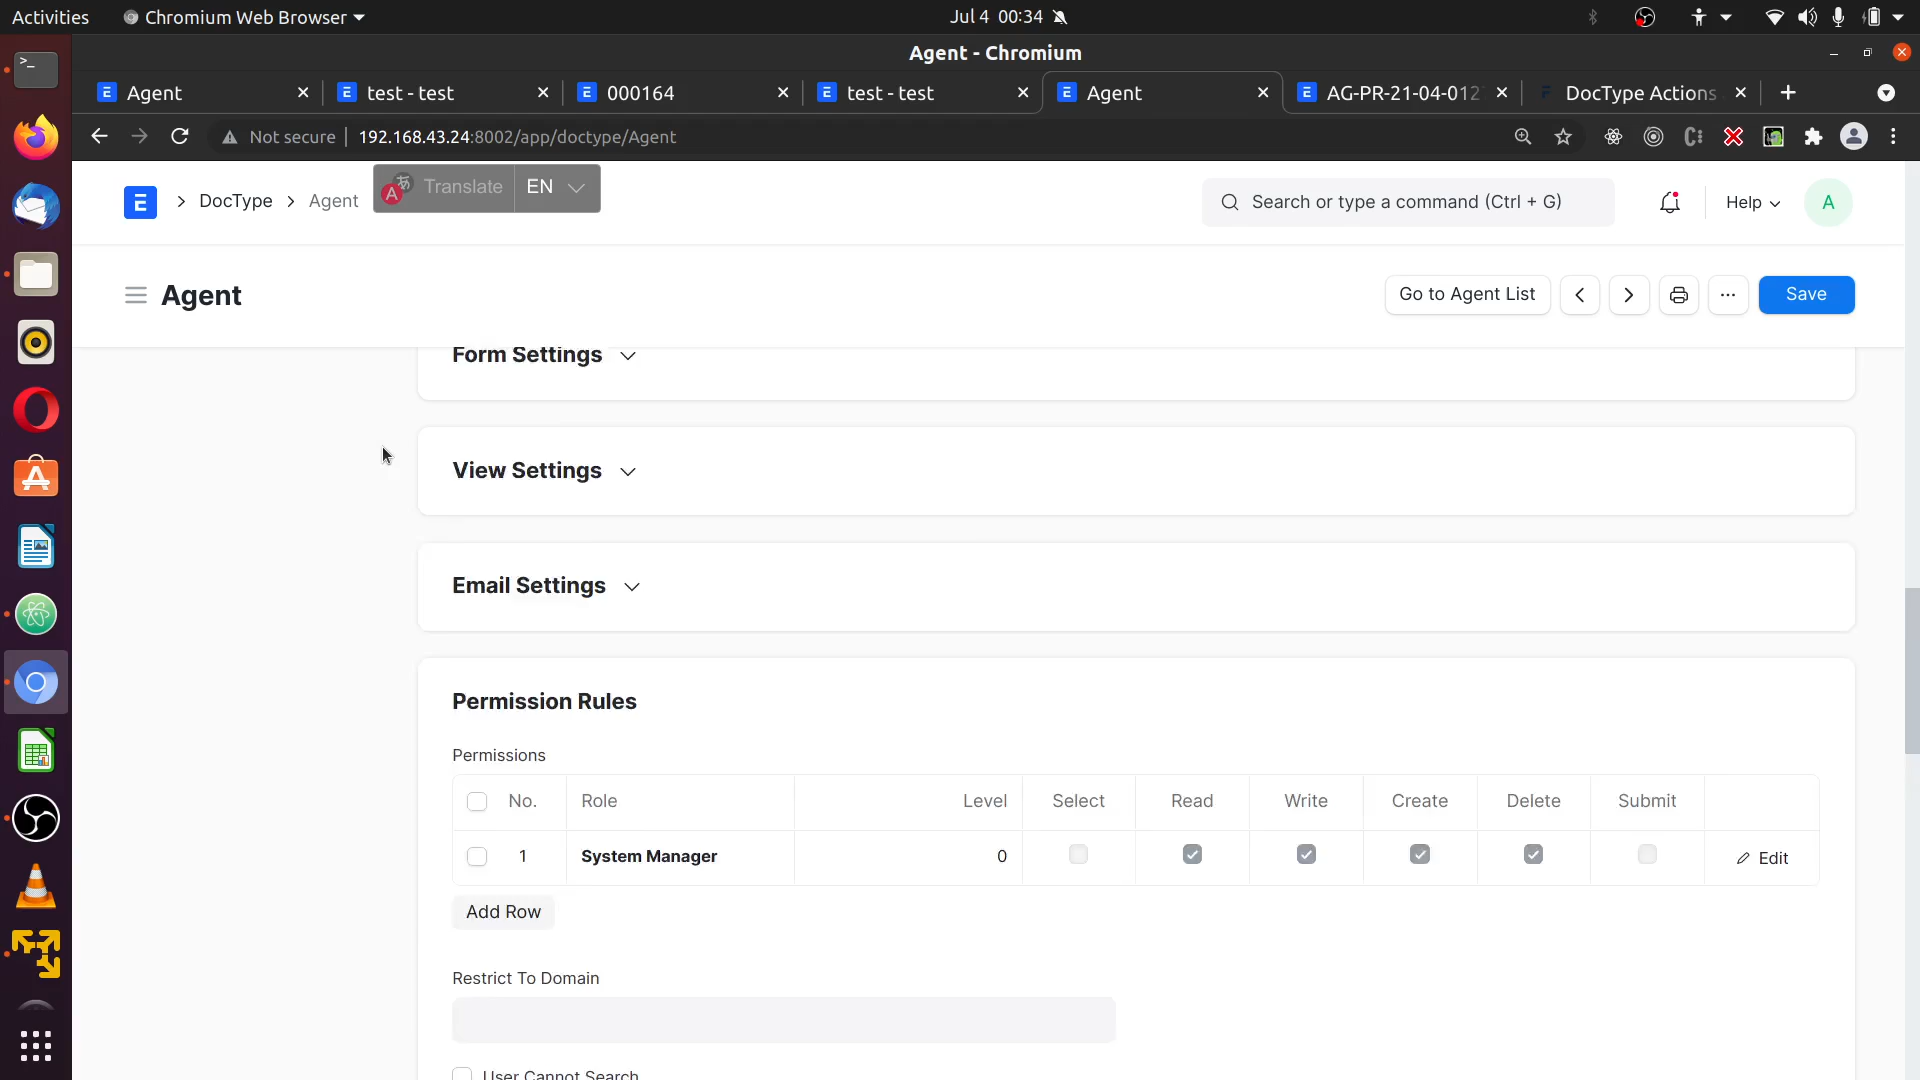 Activities
Chromium Web Browser
Jul 4 00:34
Agent - Chromium
Agent
test - test
000164
test - test
Agent
AG-PR-21-04-012
DocType Actions
Not secure
192.168.43.24:8002/app/doctype/Agent
DocType
Agent
Translate
EN
Search or type a command (Ctrl + G)
Help
A
Agent
Go to Agent List
Save
Form Settings
View Settings
Email Settings
Permission Rules
Permissions
No. Role Level Select Read Write Create Delete Submit
1 System Manager 0 Edit
Add Row
Restrict To Domain
User Cannot Search